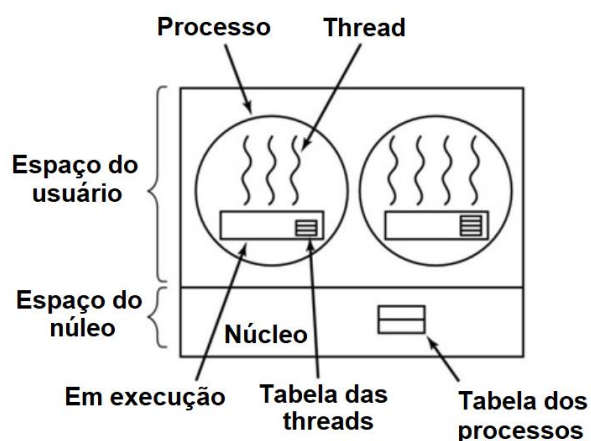 Processo
Thread
Espaço do
usuário
Espaço do
núleo
Núcleo
Em execução
Tabela das
threads
Tabela dos
processos